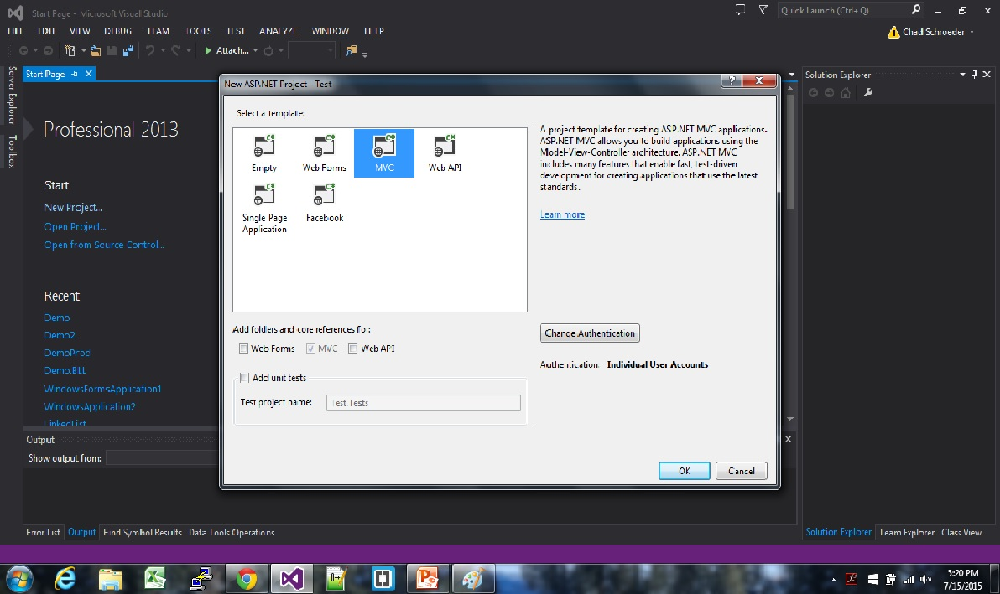 Start Page - Microsoft Visual Studio
Quick Launch (Ctrl+Q)
FILE EDIT VIEW DEBUG TEAM TOOLS TEST ANALYZE WINDOW HELP
Chad Schroeder
Attach...
Server Explorer
Toolbox
Start Page
Professional 2013
Start
New Project...
Open Project...
Open from Source Control...
Recent
Demo
Demo2
DemoProd
Demo.BLL
WindowsFormsApplication1
WindowsApplication2
LinkedList
New ASP.NET Project - Test
Select a template:
Empty
Web Forms
MVC
Web API
Single Page
Application
Facebook
A project template for creating ASP.NET MVC applications.
ASP.NET MVC allows you to build applications using the
Model-View-Controller architecture. ASP.NET MVC
includes many features that enable fast, test-driven
development for creating applications that use the latest
standards.
Learn more
Add folders and core references for:
Web Forms MVC Web API
Add unit tests
Test project name: Test.Tests
Change Authentication
Authentication: Individual User Accounts
OK Cancel
Solution Explorer
Output
Show output from:
Error List Output Find Symbol Results Data Tools Operations
Solution Explorer Team Explorer Class View
5:20 PM
7/15/2015